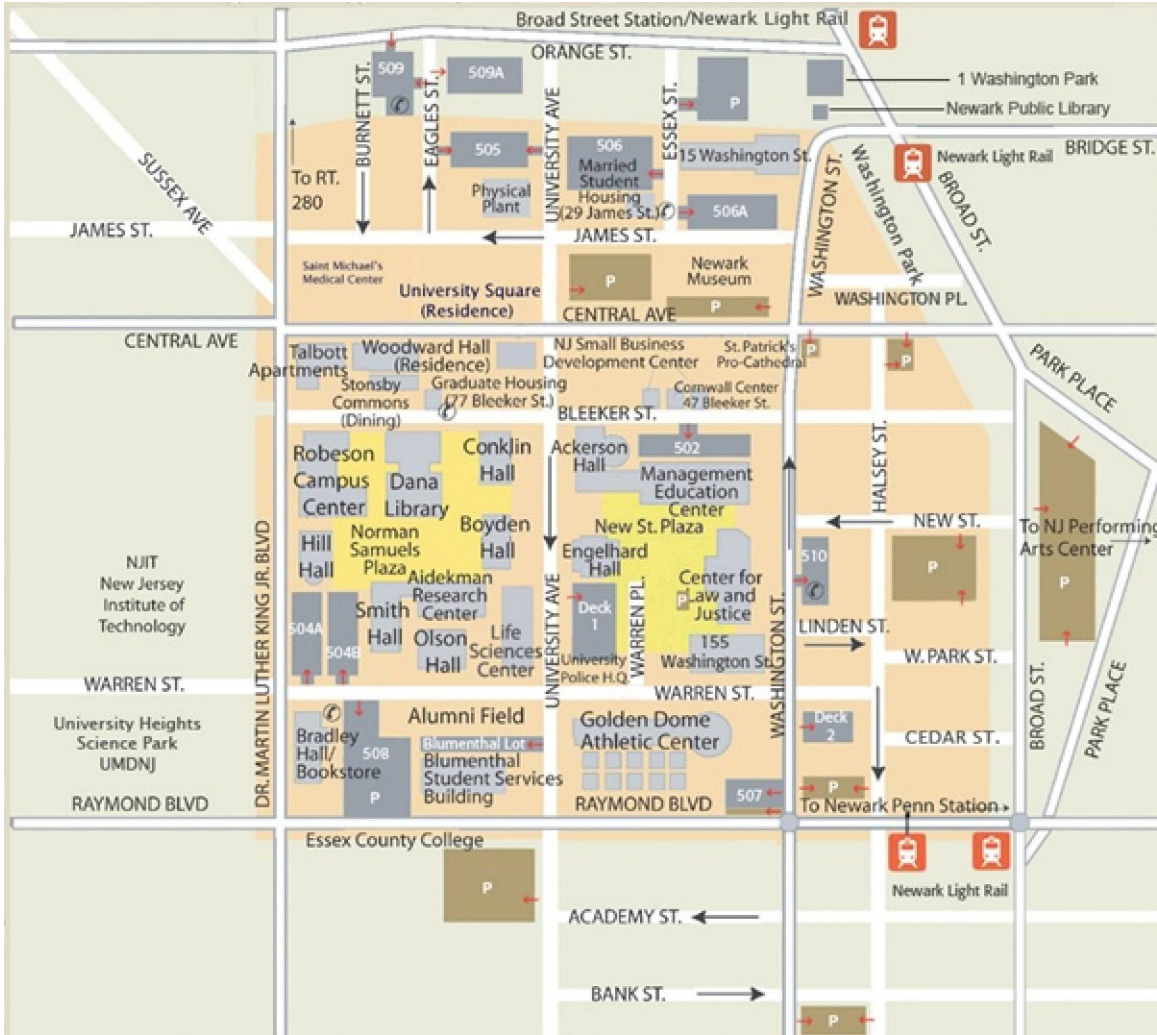 Broad Street Station/Newark Light Rail
ORANGE ST.
509
509A
P
1 Washington Park
Newark Public Library
BURNETT ST.
EAGLES ST.
UNIVERSITY AVE
ESSEX ST.
SUSSEX AVE
To RT.
280
505
506
Married
Student
Housing
(29 James St.)
15 Washington St.
506A
Physical
Plant
WASHINGTON ST.
Washington Park
Newark Light Rail
BROAD ST.
BRIDGE ST.
JAMES ST.
JAMES ST.
Saint Michael's
Medical Center
University Square
(Residence)
P
Newark
Museum
P
WASHINGTON PL.
CENTRAL AVE
CENTRAL AVE
PARK PLACE
Talbott
Apartments
Woodward Hall
(Residence)
Stonsby
Commons
(Dining)
Graduate Housing
(77 Bleeker St.)
NJ Small Business
Development Center
St. Patrick's
Pro-Cathedral
P
P
Cornwall Center
47 Bleeker St.
BLEEKER ST.
HALSEY ST.
Robeson
Campus
Center
Dana
Library
Conklin
Hall
Ackerson
Hall
502
Management
Education
Center
New St. Plaza
NEW ST.
To NJ Performing
Arts Center
P
Norman
Samuels
Plaza
Boyden
Hall
Hill
Hall
Engelhard
Hall
510
P
DR. MARTIN LUTHER KING JR. BLVD
NJIT
New Jersey
Institute of
Technology
504A
504B
Smith
Hall
Aidekman
Research
Center
Olson
Hall
Life
Sciences
Center
UNIVERSITY AVE
Deck
1
WARREN PL.
P
Center for
Law and
Justice
155
Washington St.
University
Police H.Q.
WASHINGTON ST.
LINDEN ST.
W. PARK ST.
BROAD ST.
PARK PLACE
WARREN ST.
WARREN ST.
University Heights
Science Park
UMDNJ
Bradley
Hall/
Bookstore
508
P
Alumni Field
Blumenthal Lot
Blumenthal
Student Services
Building
Golden Dome
Athletic Center
Deck
2
CEDAR ST.
RAYMOND BLVD
RAYMOND BLVD
507
P
To Newark Penn Station
Essex County College
P
Newark Light Rail
ACADEMY ST.
BANK ST.
P